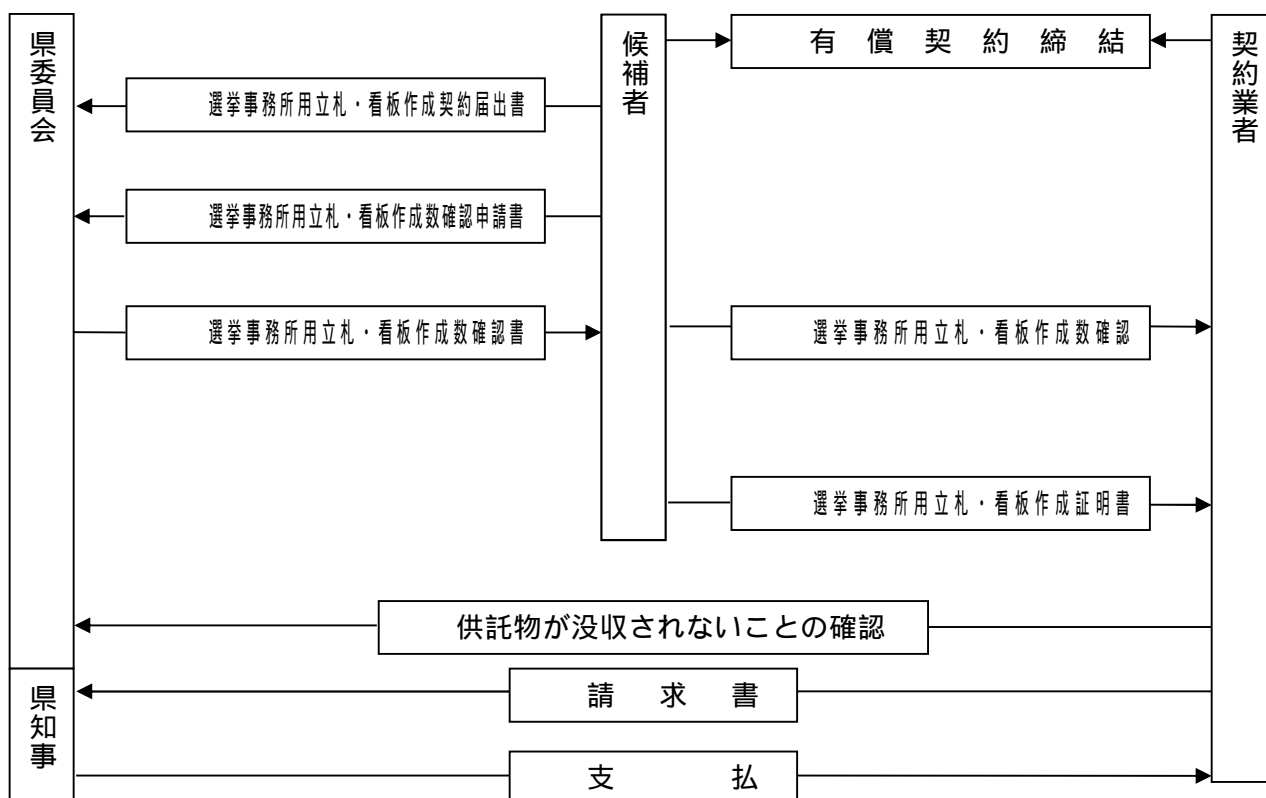 県委員会
候補者
有償契約締結
契約業者
選挙事務所用立札・看板作成契約届出書
選挙事務所用立札・看板作成数確認申請書
選挙事務所用立札・看板作成数確認書
選挙事務所用立札・看板作成数確認
選挙事務所用立札・看板作成証明書
供託物が没収されないことの確認
県知事
請求書
支払